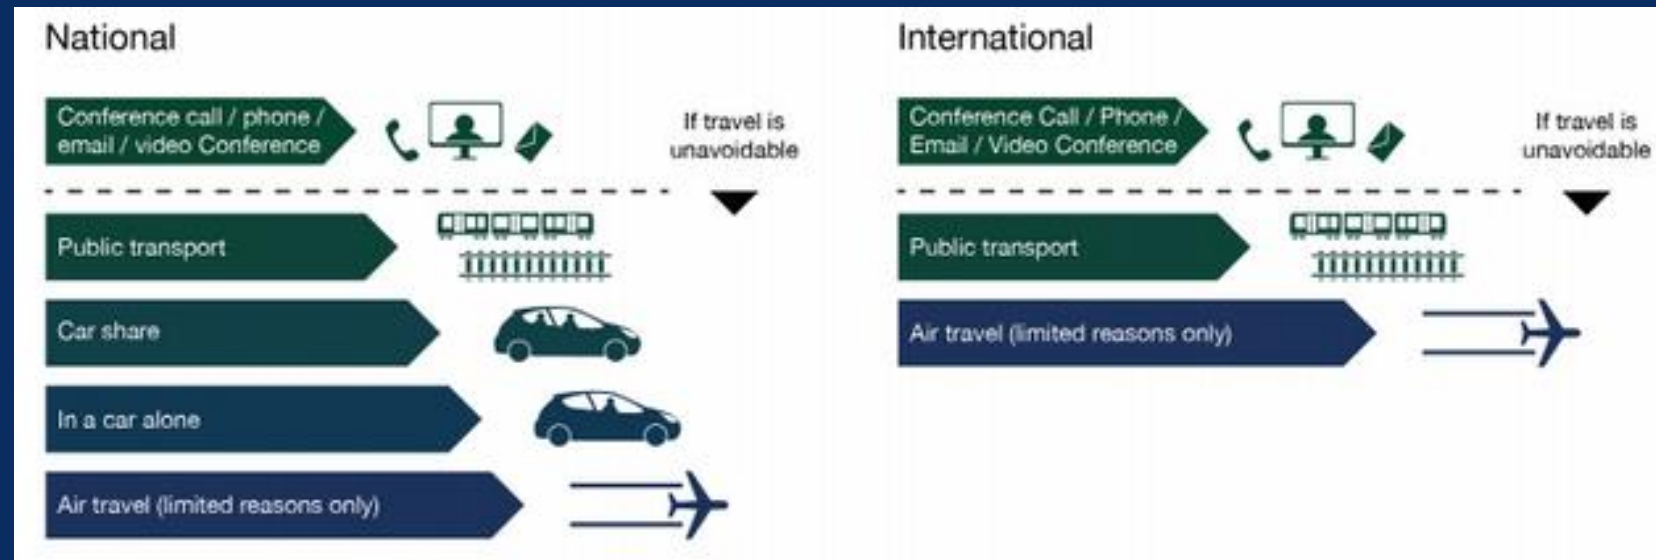 National
Conference call / phone /
email / video Conference
If travel is
unavoidable
Public transport
Car share
In a car alone
Air travel (limited reasons only)
International
Conference Call / Phone /
Email / Video Conference
If travel is
unavoidable
Public transport
Air travel (limited reasons only)